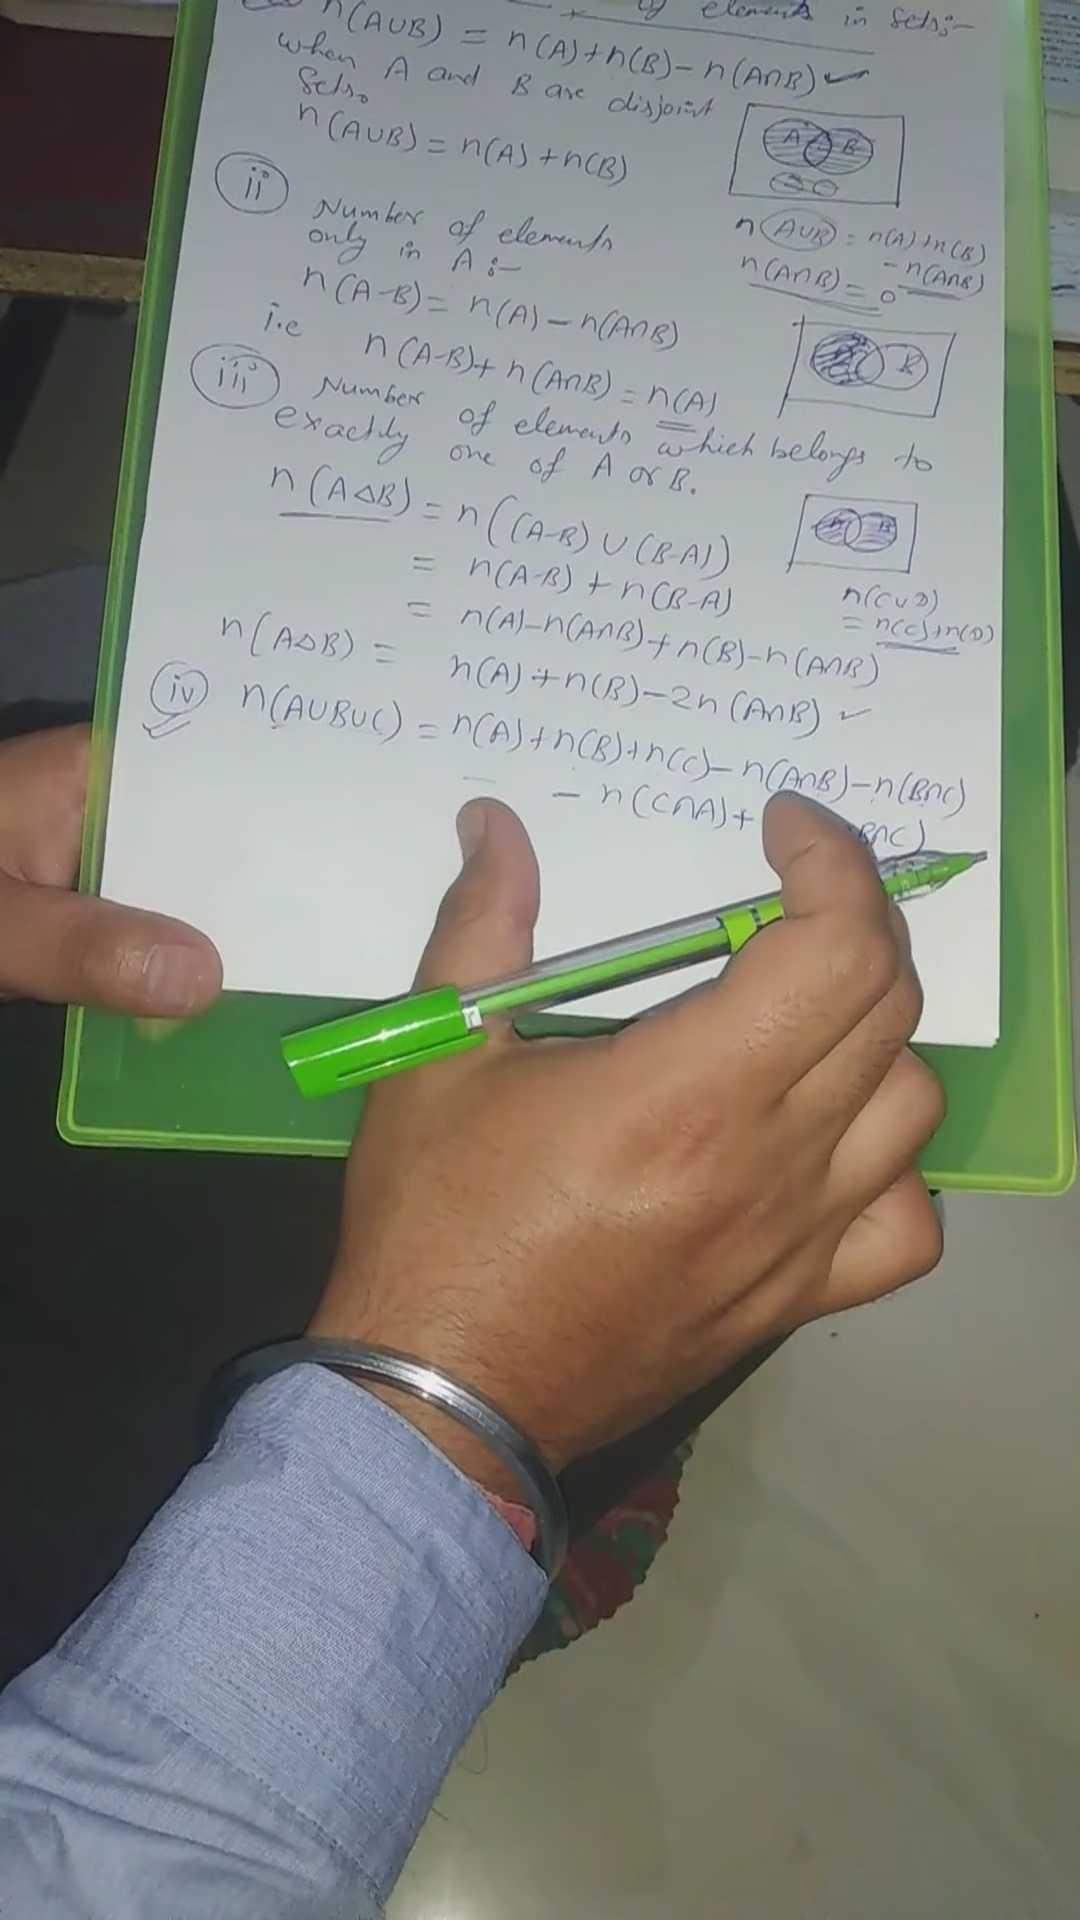 of elements in Sets:-
n(A∪B) = n(A)+n(B)-n(A∩B) ✓
when A and B are disjoint
Sets.
n(A∪B) = n(A)+n(B)
A B
n(A∪B) = n(A)+n(B)
-n(A∩B)
n(A∩B) = 0
(ii) Number of elements
only in A:-
n(A-B) = n(A)-n(A∩B)
i.e n(A-B)+n(A∩B) = n(A)
B
(iii) Number of elements which belongs to
exactly one of A or B.
n(A△B) = n((A-B)∪(B-A))
= n(A-B)+n(B-A)
= n(A)-n(A∩B)+n(B)-n(A∩B)
A B
n(C∪D)
= n(C)+n(D)
n(A△B) = n(A)+n(B)-2n(A∩B) ✓
(iv) n(A∪B∪C) = n(A)+n(B)+n(C)-n(A∩B)-n(B∩C)
- n(C∩A)+ B∩C)